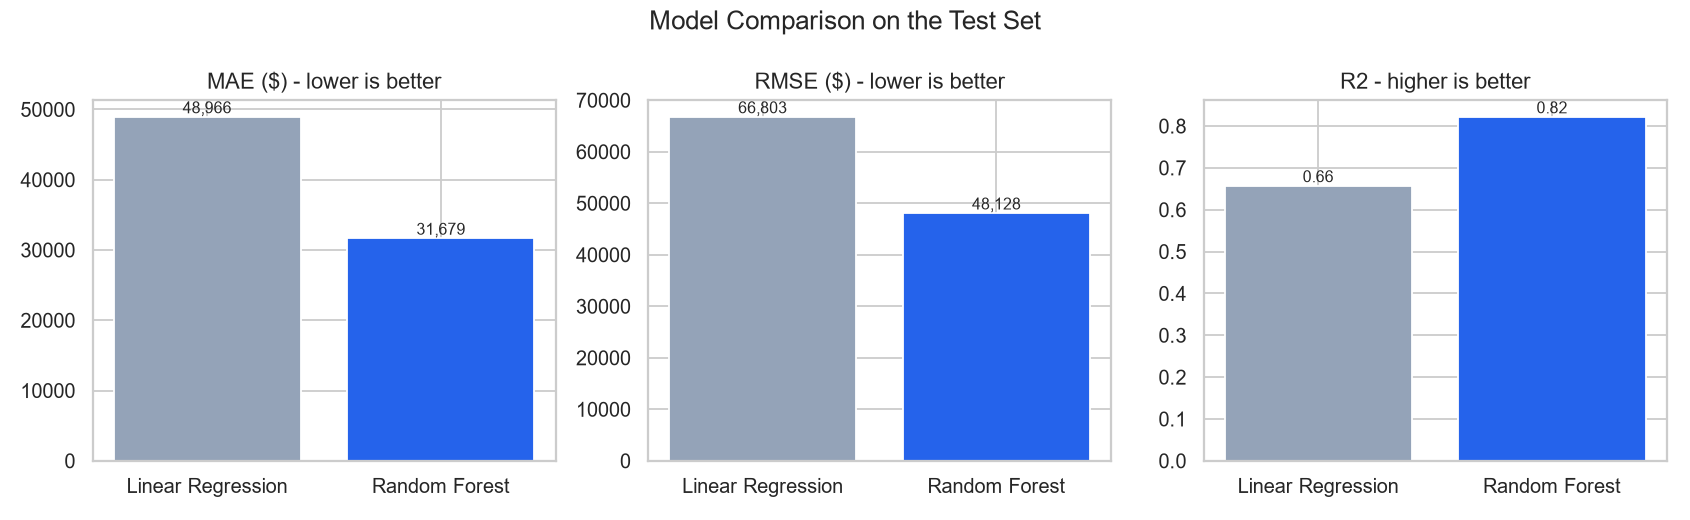 Model Comparison on the Test Set
MAE ($) - lower is better
50000
40000
30000
20000
10000
0
48,966
31,679
Linear Regression
Random Forest
RMSE ($) - lower is better
70000
60000
50000
40000
30000
20000
10000
0
66,803
48,128
Linear Regression
Random Forest
R2 - higher is better
0.8
0.7
0.6
0.5
0.4
0.3
0.2
0.1
0.0
0.66
0.82
Linear Regression
Random Forest